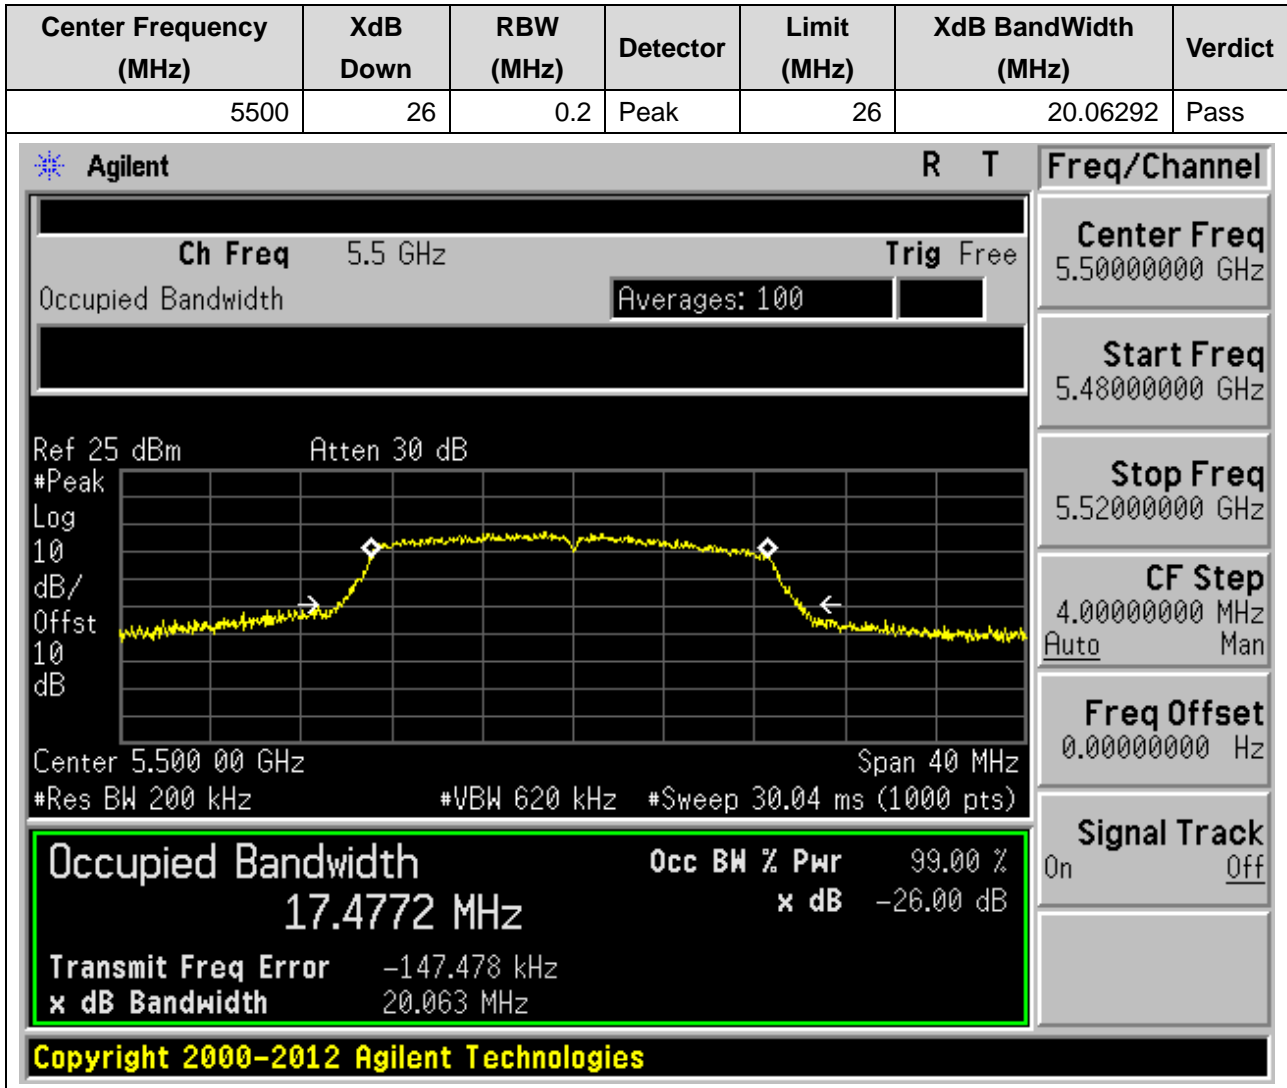 Center Frequency (MHz) XdB Down RBW (MHz) Detector Limit (MHz) XdB BandWidth (MHz) Verdict
5500 26 0.2 Peak 26 20.06292 Pass
Agilent R T Freq/Channel
Ch Freq 5.5 GHz Trig Free
Occupied Bandwidth Averages: 100
Center Freq
5.50000000 GHz
Start Freq
5.48000000 GHz
Stop Freq
5.52000000 GHz
CF Step
4.00000000 MHz
Auto Man
Freq Offset
0.00000000 Hz
Signal Track
On Off
Ref 25 dBm Atten 30 dB
#Peak
Log
10
dB/
Offst
10
dB
Center 5.500 00 GHz Span 40 MHz
#Res BW 200 kHz #VBW 620 kHz #Sweep 30.04 ms (1000 pts)
Occupied Bandwidth Occ BW % Pwr 99.00 %
17.4772 MHz x dB -26.00 dB
Transmit Freq Error -147.478 kHz
x dB Bandwidth 20.063 MHz
Copyright 2000-2012 Agilent Technologies